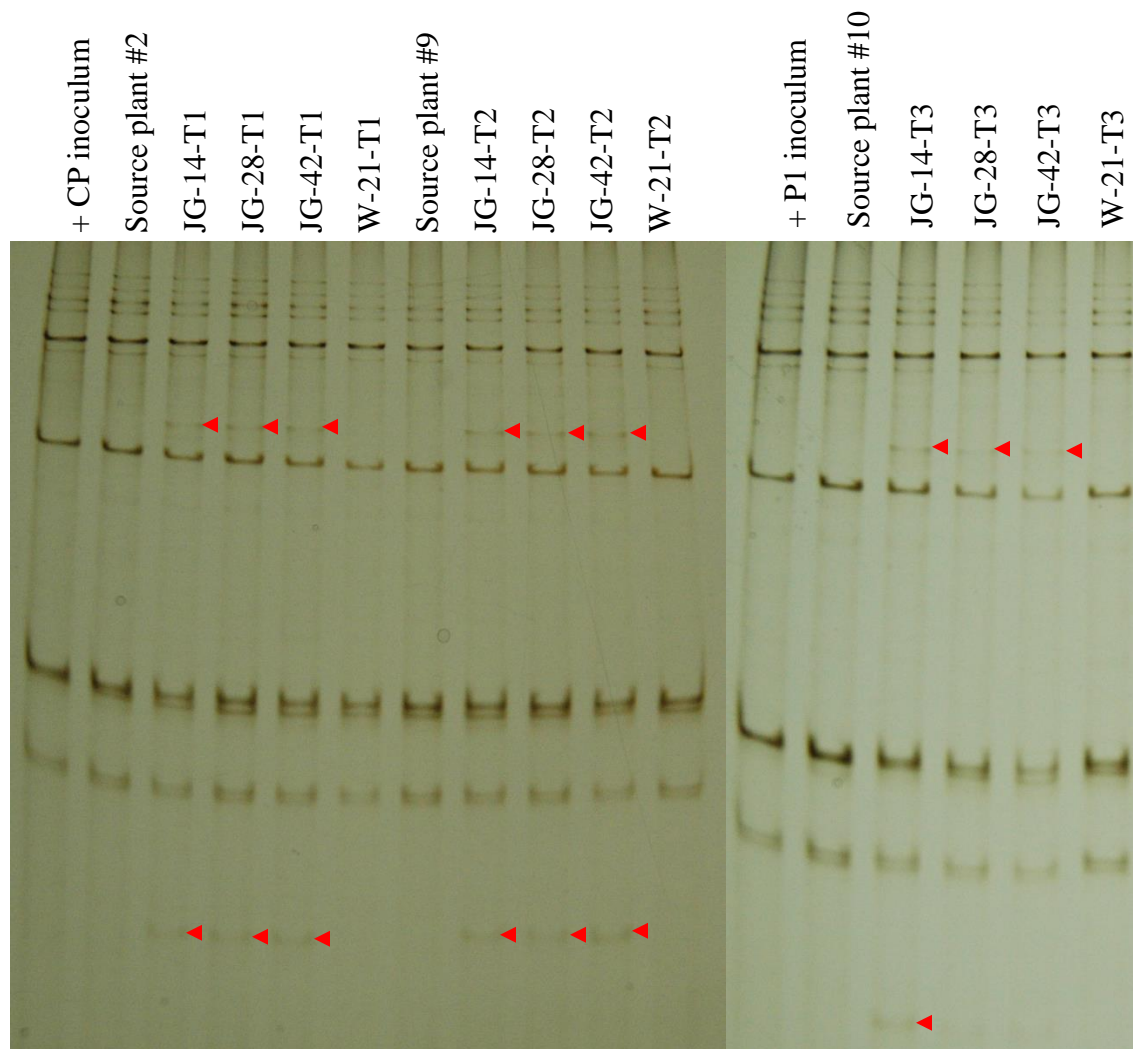 + CP inoculum
Source plant #2
JG-14-T1
JG-28-T1
JG-42-T1
W-21-T1
Source plant #9
JG-14-T2
JG-28-T2
JG-42-T2
W-21-T2
+ P1 inoculum
Source plant #10
JG-14-T3
JG-28-T3
JG-42-T3
W-21-T3